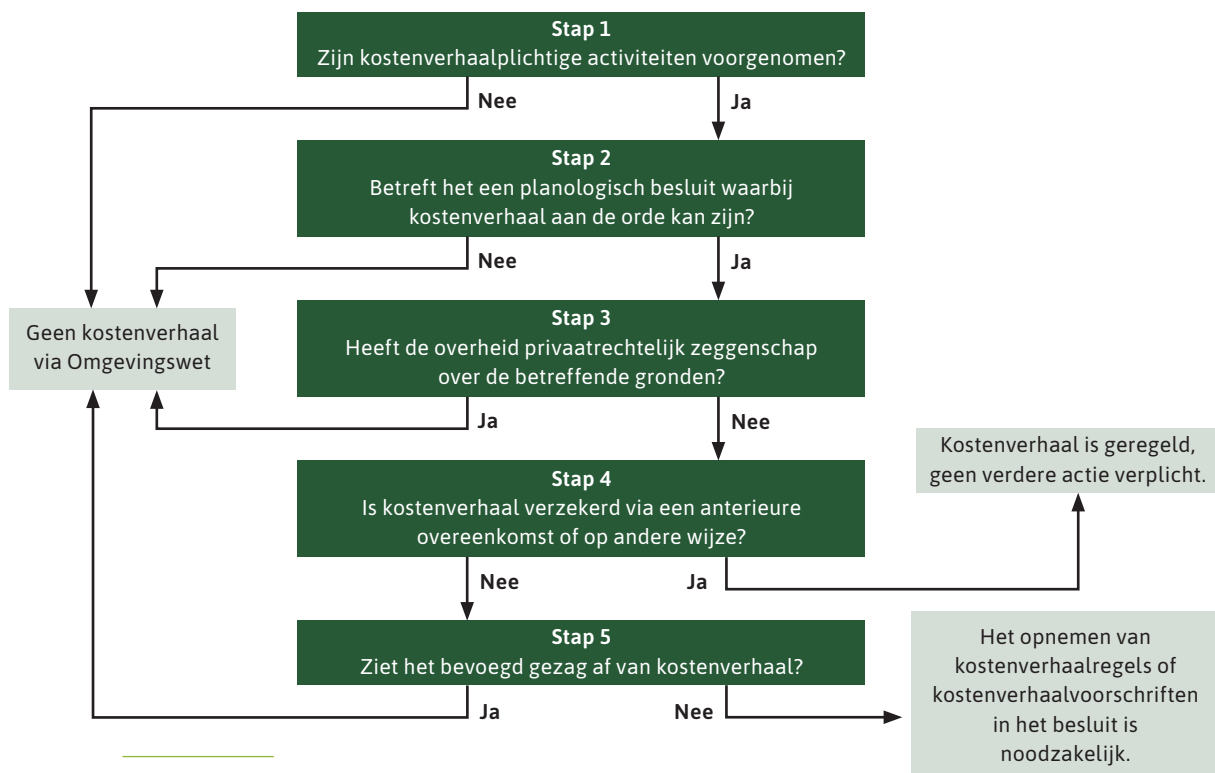 Stap 1
Zijn kostenverhaalplichtige activiteiten voorgenomen?
Nee
Ja
Stap 2
Betreft het een planologisch besluit waarbij
kostenverhaal aan de orde kan zijn?
Nee
Ja
Geen kostenverhaal
via Omgevingswet
Stap 3
Heeft de overheid privaatrechtelijk zeggenschap
over de betreffende gronden?
Ja
Nee
Kostenverhaal is geregeld,
geen verdere actie verplicht.
Stap 4
Is kostenverhaal verzekerd via een anterieure
overeenkomst of op andere wijze?
Nee
Ja
Stap 5
Ziet het bevoegd gezag af van kostenverhaal?
Ja
Nee
Het opnemen van
kostenverhaalregels of
kostenverhaalvoorschriften
in het besluit is
noodzakelijk.